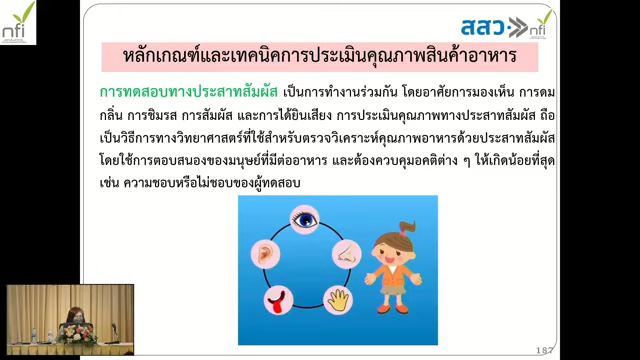 nfi
สสว
nfi
หลักเกณฑ์และเทคนิคการประเมินคุณภาพสินค้าอาหาร
การทดสอบทางประสาทสัมผัส เป็นการทำงานร่วมกัน โดยอาศัยการมองเห็น การดม
กลิ่น การชิมรส การสัมผัส และการได้ยินเสียง การประเมินคุณภาพทางประสาทสัมผัส ถือ
เป็นวิธีการทางวิทยาศาสตร์ที่ใช้สำหรับตรวจวิเคราะห์คุณภาพอาหารด้วยประสาทสัมผัส
โดยใช้การตอบสนองของมนุษย์ที่มีต่ออาหาร และต้องควบคุมอคติต่าง ๆ ให้เกิดน้อยที่สุด
เช่น ความชอบหรือไม่ชอบของผู้ทดสอบ
187